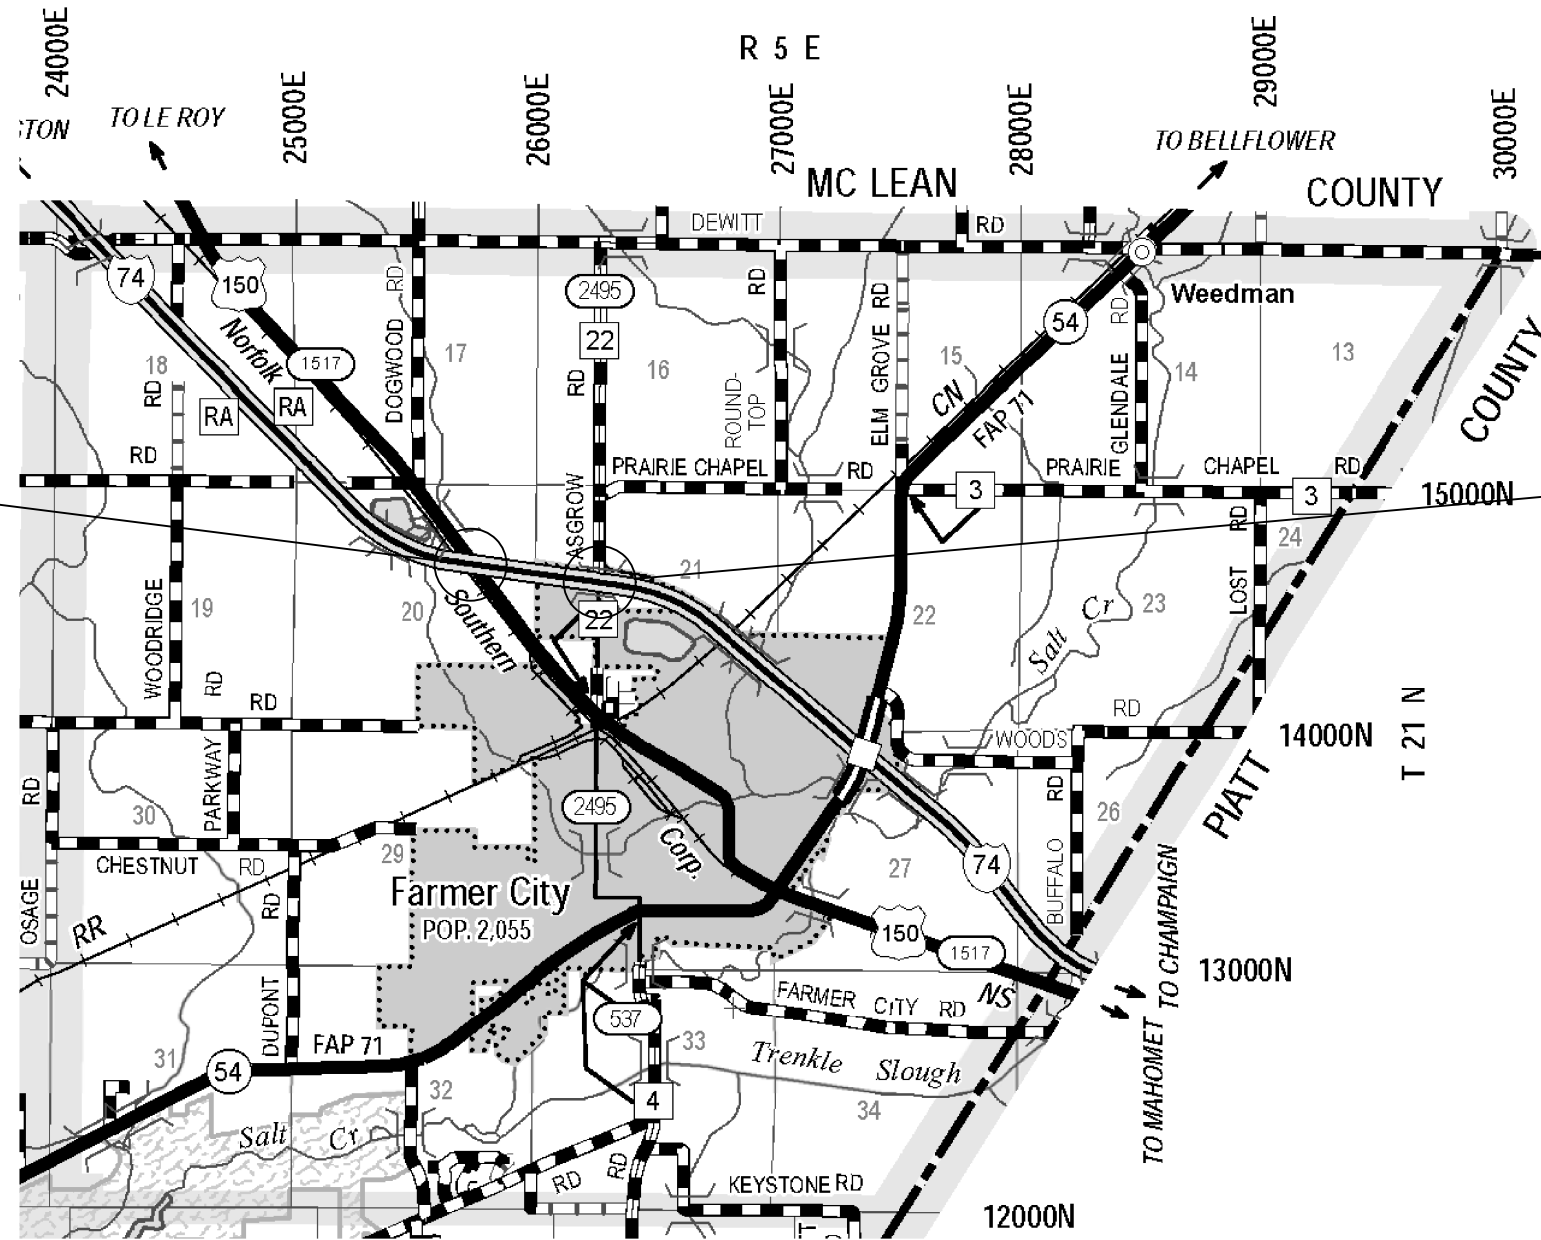 R 5 E
24000E
25000E
26000E
27000E
28000E
29000E
30000E
TO LE ROY
TO BELLFLOWER
MC LEAN
COUNTY
DEWITT
RD
74
150
2495
22
54
Weedman
Norfolk
1517
RA
RA
18
17
16
15
14
13
RD
RD
DOGWOOD
RD
RD
ROUND-
TOP
RD
ELM GROVE
RD
CN
FAP 71
RD
GLENDALE
COUNTY
RD
PRAIRIE CHAPEL
RD
PRIARIE
CHAPEL
RD
3
3
15000N
ASGROW
RD
LOST
24
21
22
23
19
20
22
Southern
Salt Cr
WOODRIDGE
RD
RD
RD
WOODS
14000N
T 21 N
PIATT
RD
PARKWAY
30
29
2495
Corp.
RD
BUFFALO
26
27
74
CHESTNUT
RD
OSAGE
RD
Farmer City
POP. 2,055
RR
150
1517
NS
13000N
TO CHAMPAIGN
TO MAHOMET
DUPONT
FAP 71
FARMER CITY RD
537
31
54
32
33
34
Trenkle Slough
4
Salt Cr
RD
RD
KEYSTONE RD
12000N